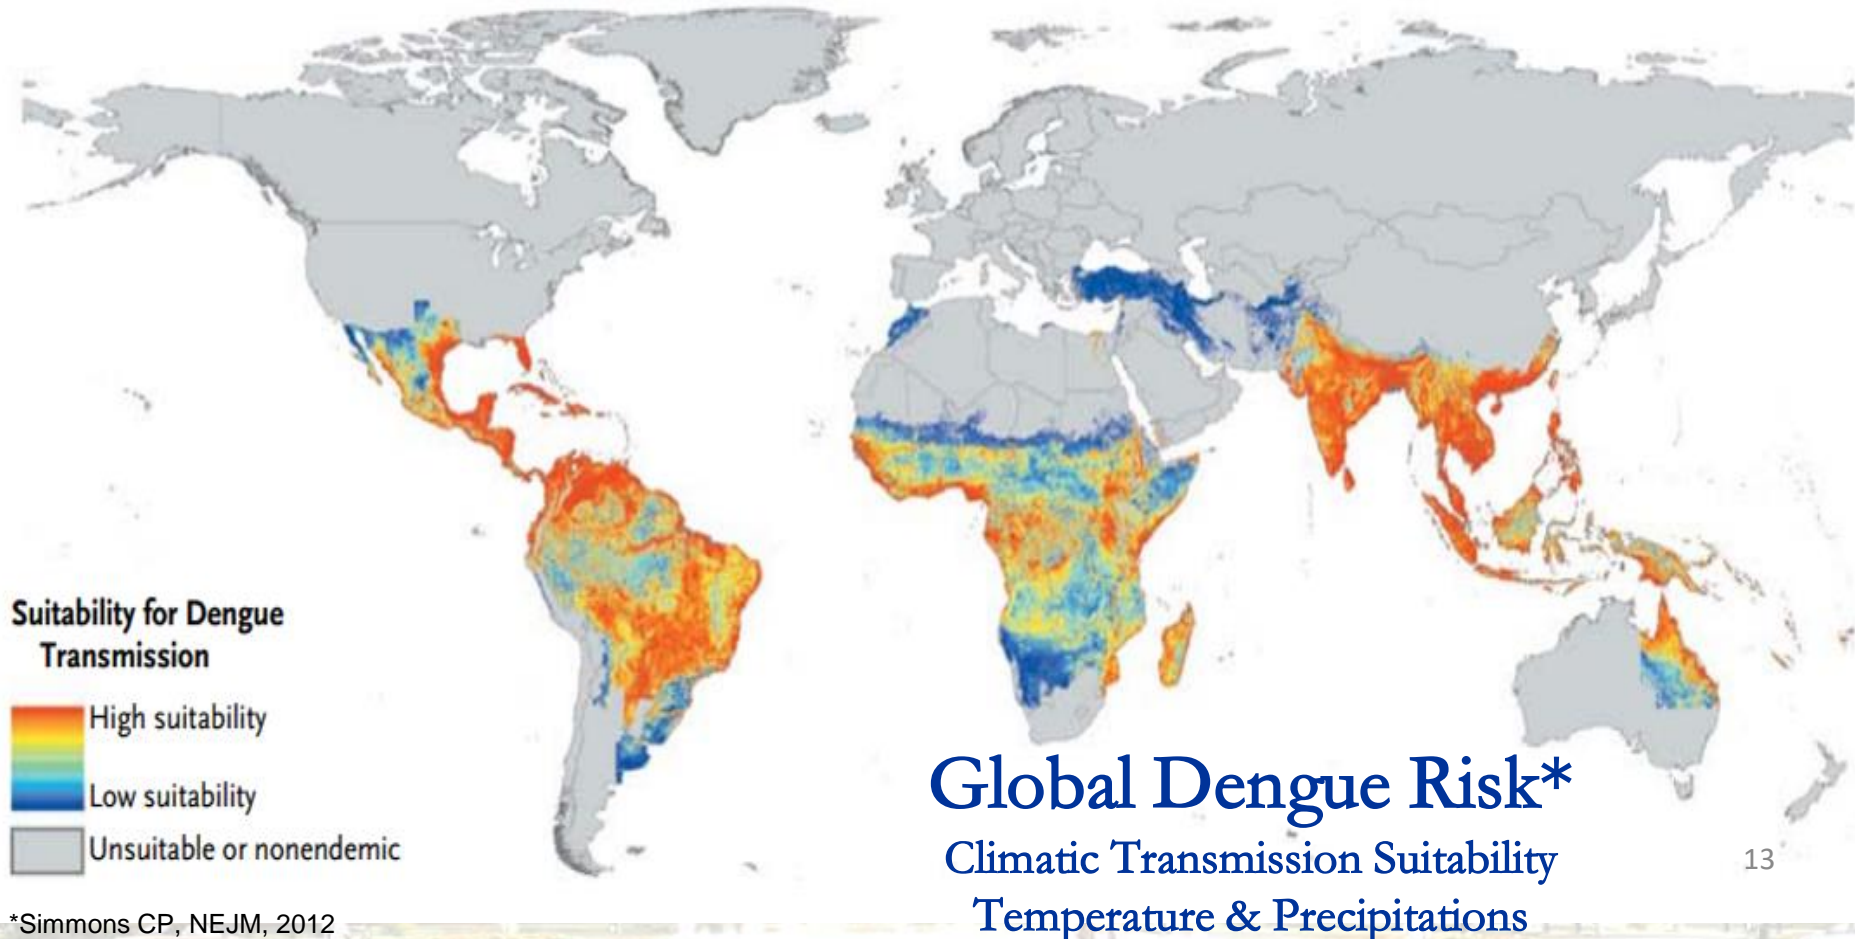 Suitability for Dengue
Transmission
High suitability
Low suitability
Unsuitable or nonendemic
Global Dengue Risk*
Climatic Transmission Suitability
Temperature & Precipitations
13
*Simmons CP, NEJM, 2012